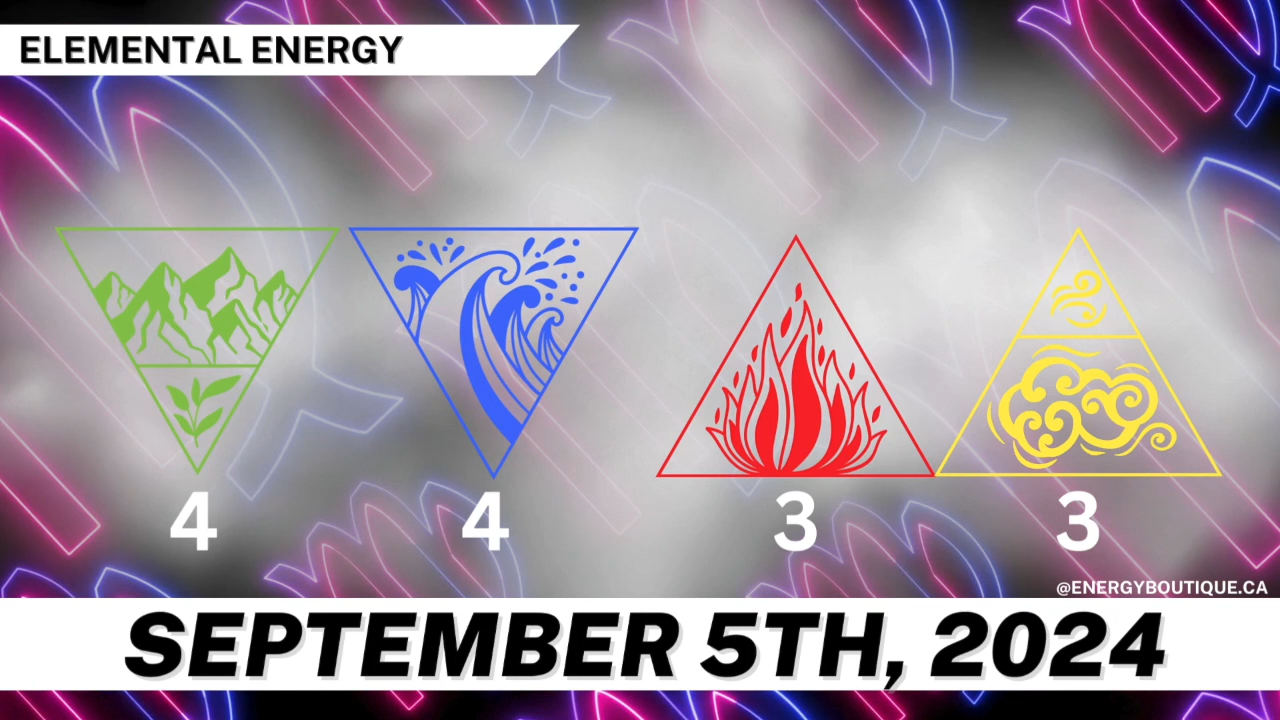 ELEMENTAL ENERGY
4 4 3 3
@ENERGYBOUTIQUE.CA
SEPTEMBER 5TH, 2024